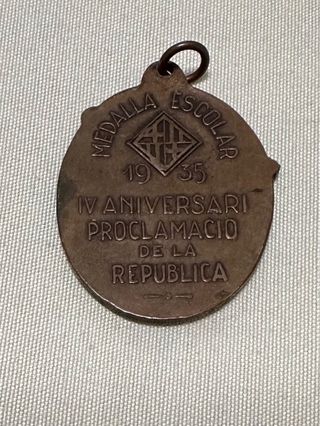 MEDALLA ESCOLAR
1935
IV ANIVERSARI
PROCLAMACIO
DE LA
REPUBLICA